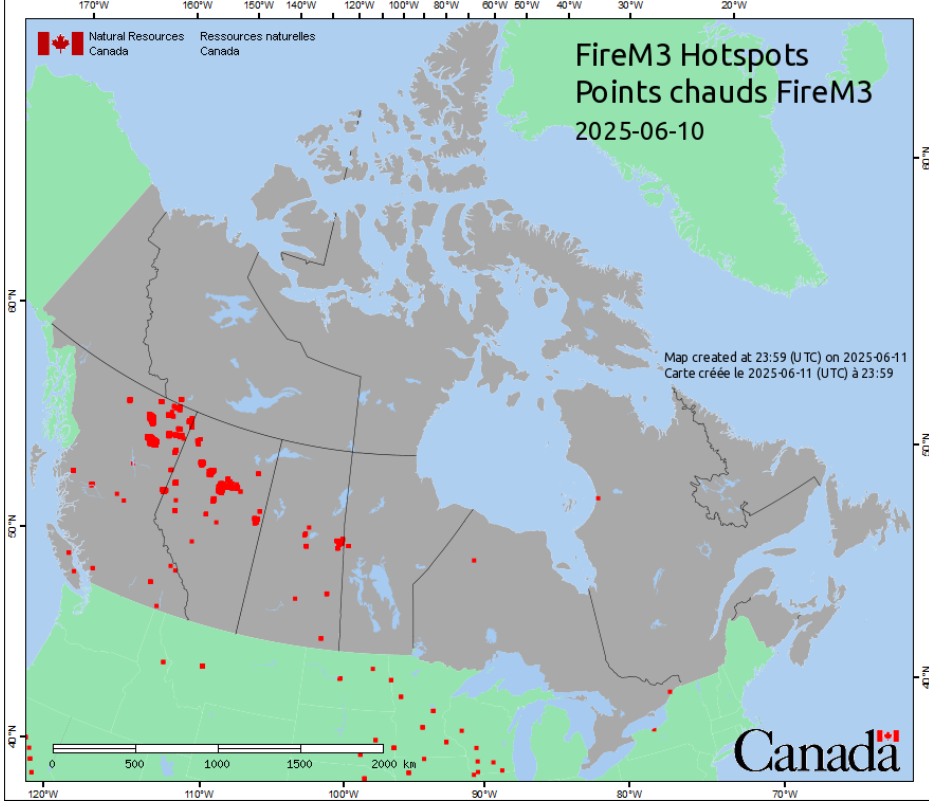 170°W 160°W 150°W 140°W 130°W 120°W 110°W 100°W 90°W 80°W 70°W 60°W 50°W 40°W 30°W 20°W
Natural Resources Ressources naturelles
Canada Canada
FireM3 Hotspots
Points chauds FireM3
2025-06-10
60°N
60°N
Map created at 23:59 (UTC) on 2025-06-11
Carte créée le 2025-06-11 (UTC) à 23:59
50°N
50°N
40°N
40°N
Canada
0 500 1000 1500 2000 km
120°W 110°W 100°W 90°W 80°W 70°W